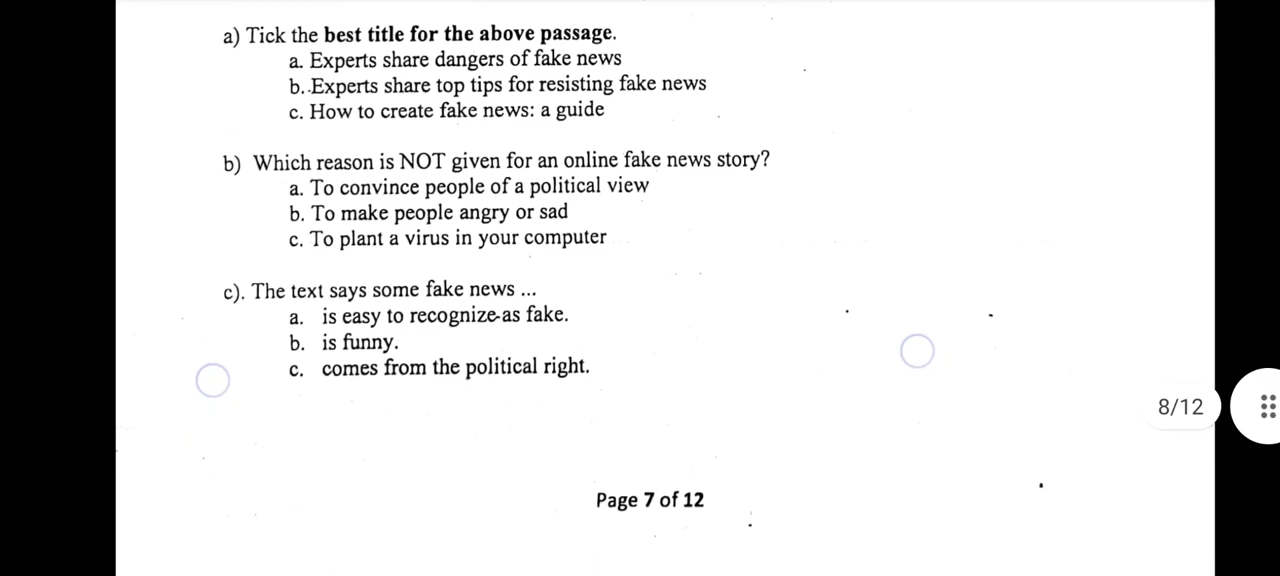 a) Tick the best title for the above passage.
a. Experts share dangers of fake news
b. Experts share top tips for resisting fake news
c. How to create fake news: a guide
b) Which reason is NOT given for an online fake news story?
a. To convince people of a political view
b. To make people angry or sad
c. To plant a virus in your computer
c). The text says some fake news ...
a. is easy to recognize as fake.
b. is funny.
c. comes from the political right.
8/12
Page 7 of 12